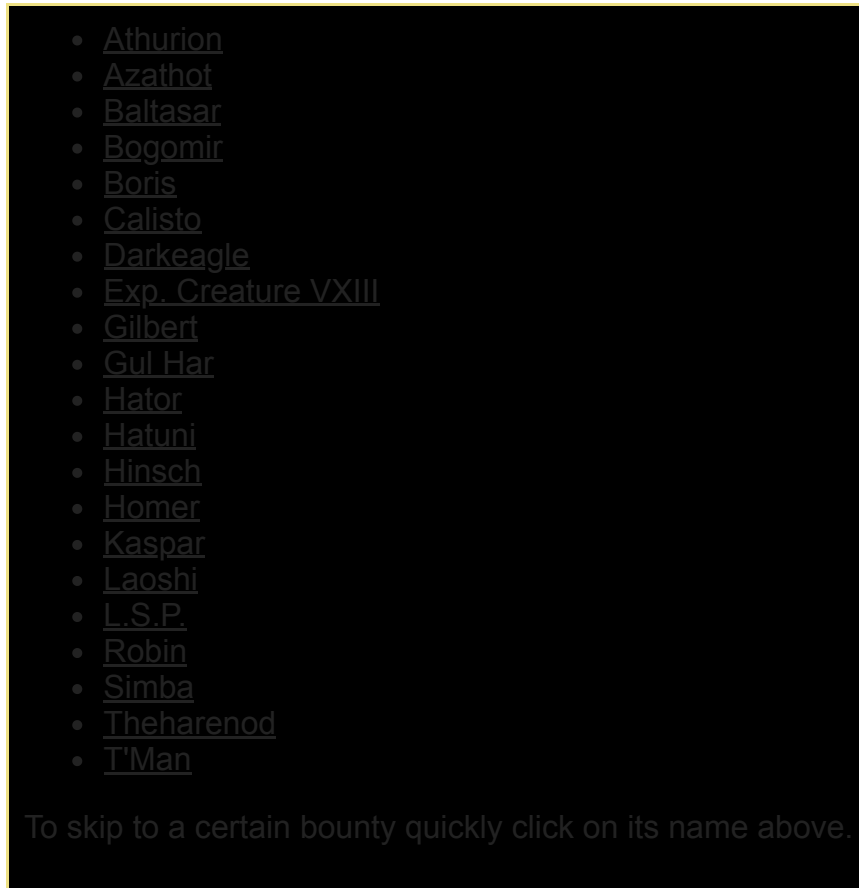 Athurion
Azathot
Baltasar
Bogomir
Boris
Calisto
Darkeagle
Exp. Creature VXIII
Gilbert
Gul Har
Hator
Hatuni
Hinsch
Homer
Kaspar
Laoshi
L.S.P.
Robin
Simba
Theharenod
T'Man
To skip to a certain bounty quickly click on its name above.